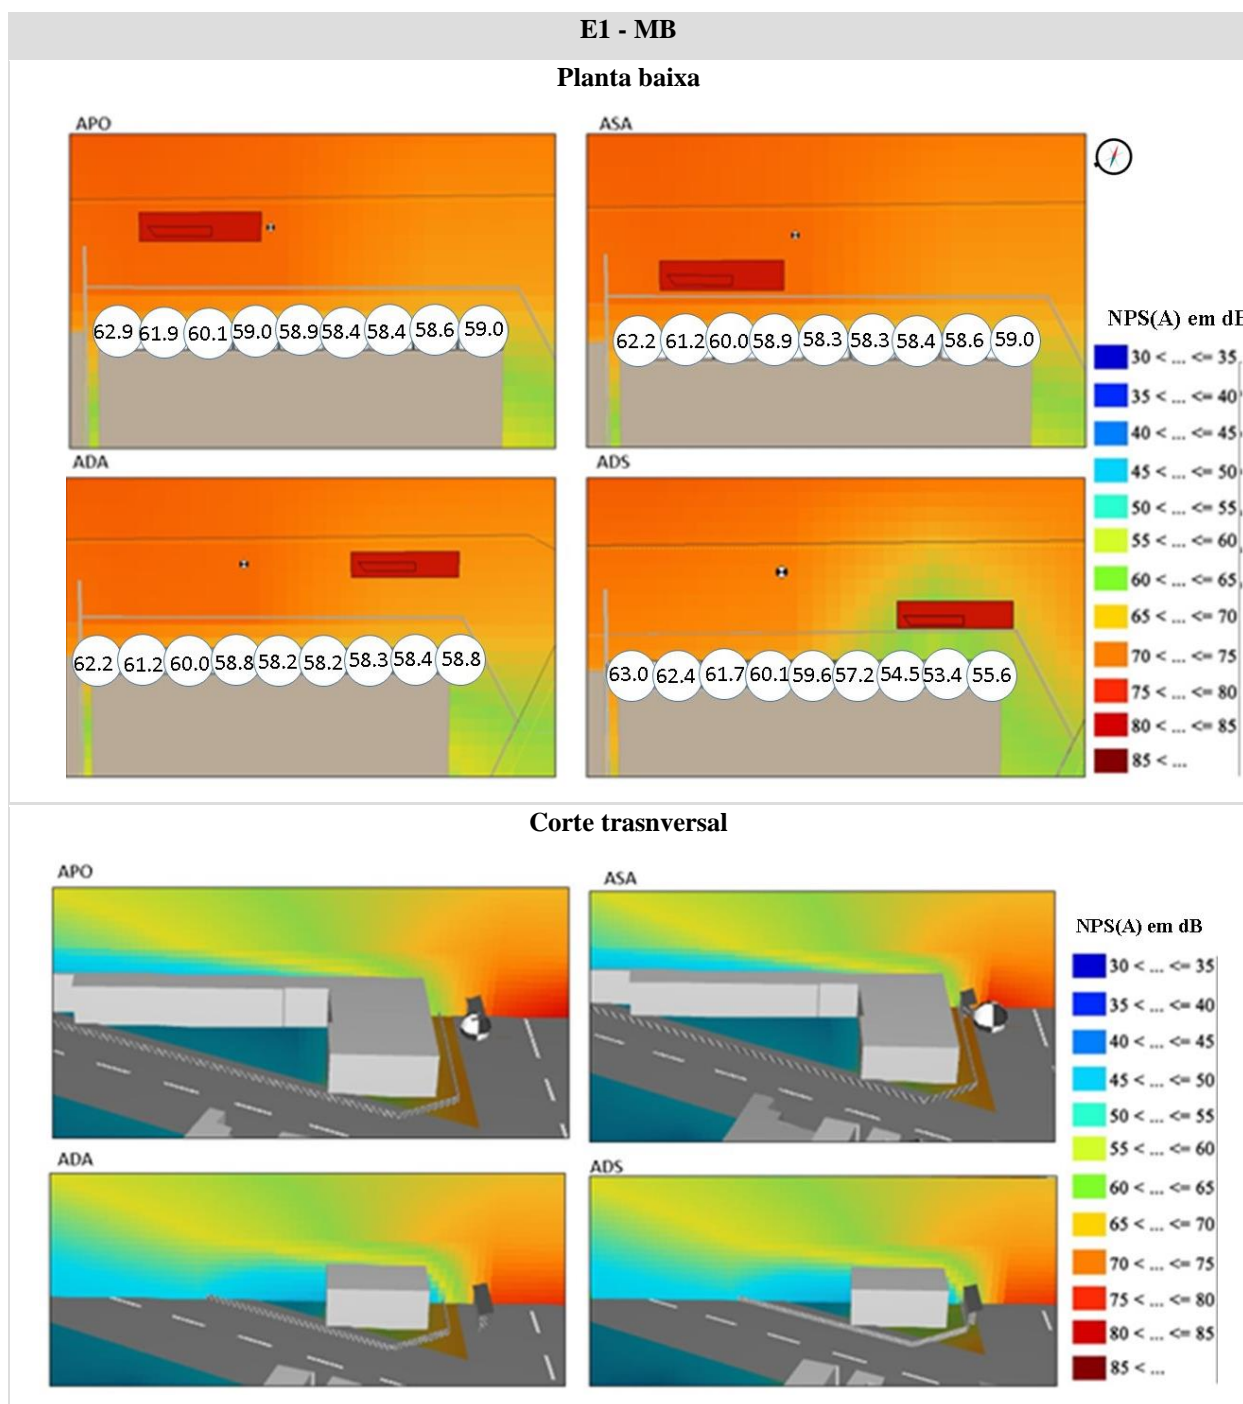 E1 - MB
Planta baixa
APO
ASA
62.9 61.9 60.1 59.0 58.9 58.4 58.4 58.6 59.0
62.2 61.2 60.0 58.9 58.3 58.3 58.4 58.6 59.0
ADA
ADS
62.2 61.2 60.0 58.8 58.2 58.2 58.3 58.4 58.8
63.0 62.4 61.7 60.1 59.6 57.2 54.5 53.4 55.6
NPS(A) em dB
30 < ... <= 35
35 < ... <= 40
40 < ... <= 45
45 < ... <= 50
50 < ... <= 55
55 < ... <= 60
60 < ... <= 65
65 < ... <= 70
70 < ... <= 75
75 < ... <= 80
80 < ... <= 85
85 < ...
Corte trasnversal
APO
ASA
ADA
ADS
NPS(A) em dB
30 < ... <= 35
35 < ... <= 40
40 < ... <= 45
45 < ... <= 50
50 < ... <= 55
55 < ... <= 60
60 < ... <= 65
65 < ... <= 70
70 < ... <= 75
75 < ... <= 80
80 < ... <= 85
85 < ...